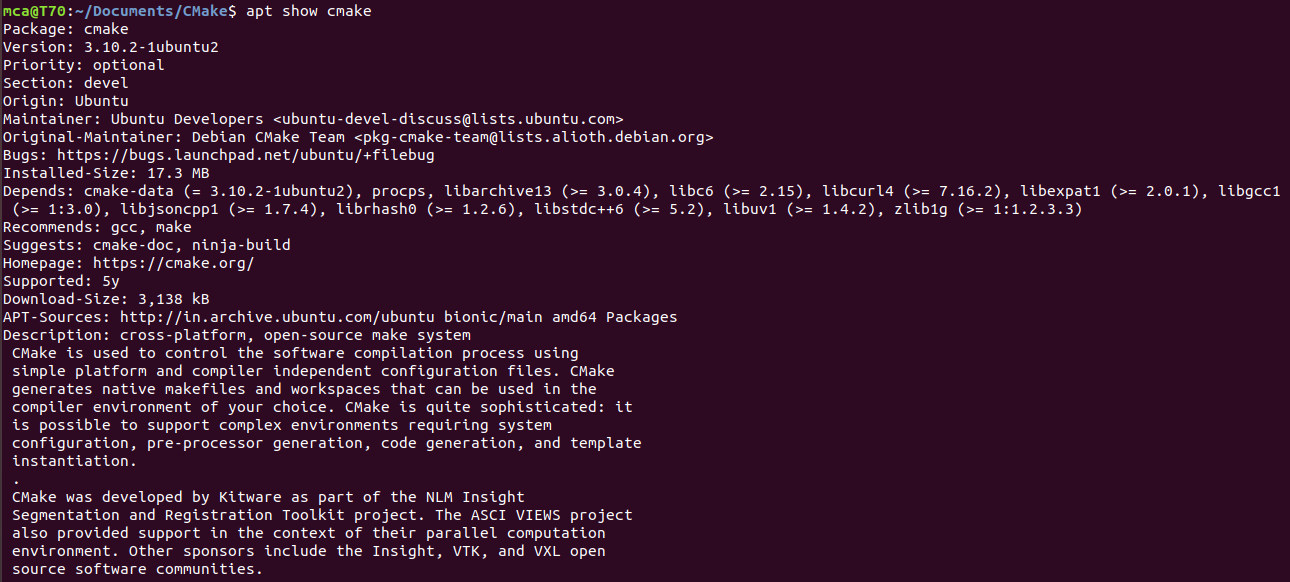 mca@T70:~/Documents/CMake$ apt show cmake
Package: cmake
Version: 3.10.2-1ubuntu2
Priority: optional
Section: devel
Origin: Ubuntu
Maintainer: Ubuntu Developers <ubuntu-devel-discuss@lists.ubuntu.com>
Original-Maintainer: Debian CMake Team <pkg-cmake-team@lists.alioth.debian.org>
Bugs: https://bugs.launchpad.net/ubuntu/+filebug
Installed-Size: 17.3 MB
Depends: cmake-data (= 3.10.2-1ubuntu2), procps, libarchive13 (>= 3.0.4), libc6 (>= 2.15), libcurl4 (>= 7.16.2), libexpat1 (>= 2.0.1), libgcc1
 (>= 1:3.0), libjsoncpp1 (>= 1.7.4), librhash0 (>= 1.2.6), libstdc++6 (>= 5.2), libuv1 (>= 1.4.2), zlib1g (>= 1:1.2.3.3)
Recommends: gcc, make
Suggests: cmake-doc, ninja-build
Homepage: https://cmake.org/
Supported: 5y
Download-Size: 3,138 kB
APT-Sources: http://in.archive.ubuntu.com/ubuntu bionic/main amd64 Packages
Description: cross-platform, open-source make system
 CMake is used to control the software compilation process using
 simple platform and compiler independent configuration files. CMake
 generates native makefiles and workspaces that can be used in the
 compiler environment of your choice. CMake is quite sophisticated: it
 is possible to support complex environments requiring system
 configuration, pre-processor generation, code generation, and template
 instantiation.
 .
 CMake was developed by Kitware as part of the NLM Insight
 Segmentation and Registration Toolkit project. The ASCI VIEWS project
 also provided support in the context of their parallel computation
 environment. Other sponsors include the Insight, VTK, and VXL open
 source software communities.